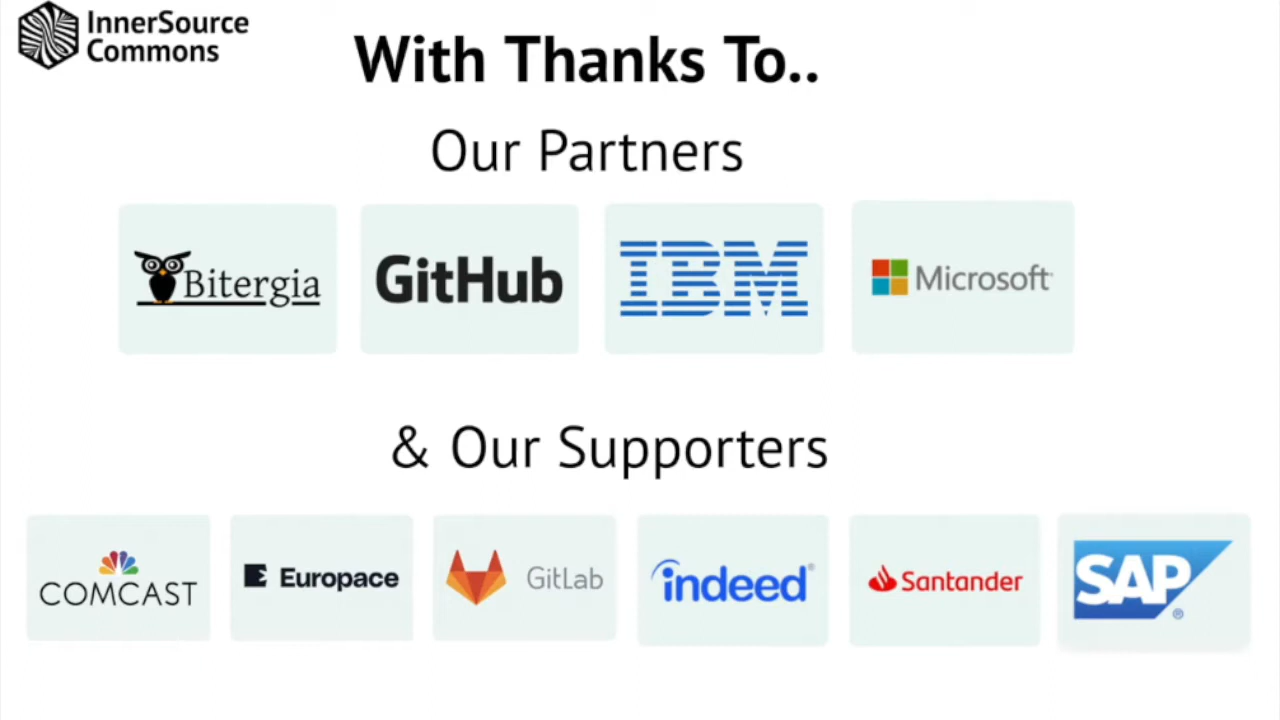 InnerSource
Commons
With Thanks To..
Our Partners
Bitergia
GitHub
IBM
Microsoft
& Our Supporters
COMCAST
Europace
GitLab
indeed®
Santander
SAP®